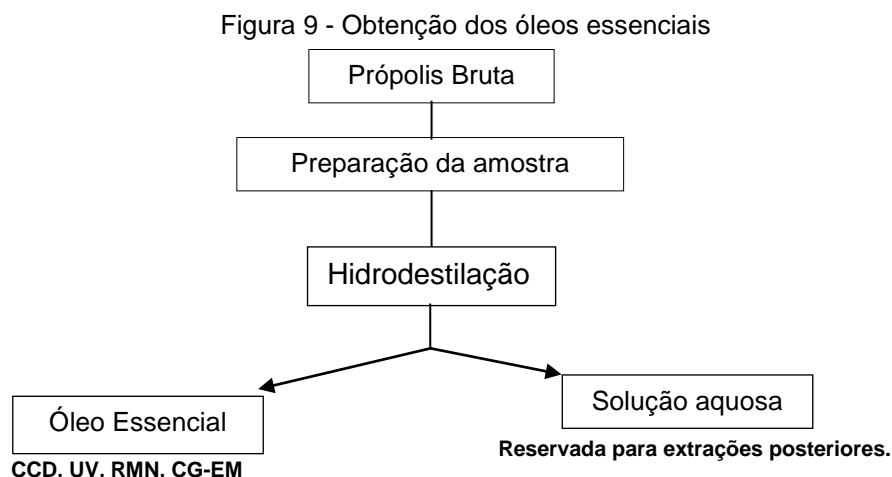 Figura 9 - Obtenção dos óleos essenciais
Própolis Bruta
Preparação da amostra
Hidrodestilação
Óleo Essencial
CCD, UV, RMN, CG-EM
Solução aquosa
Reservada para extrações posteriores.